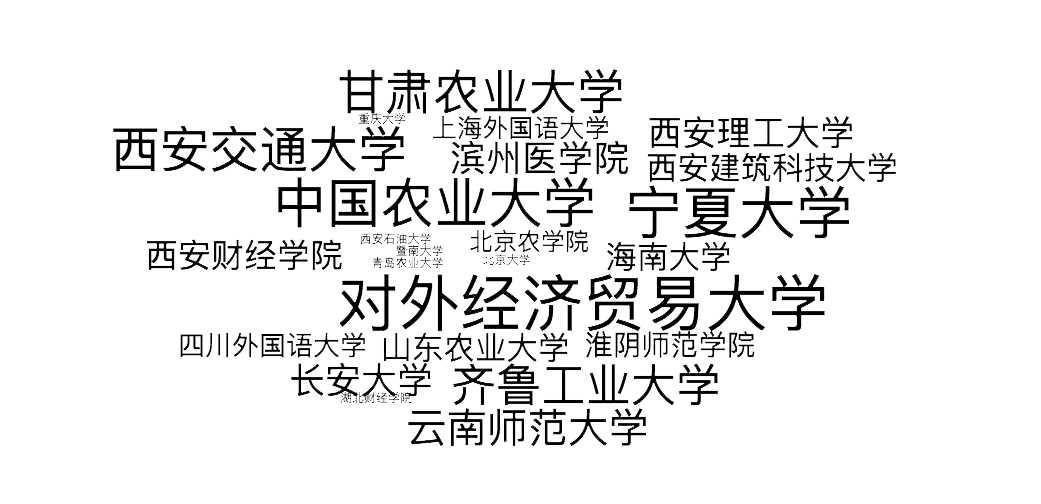 甘肃农业大学
重庆大学
上海外国语大学
西安理工大学
西安交通大学
滨州医学院
西安建筑科技大学
中国农业大学
宁夏大学
西安石油大学
北京农学院
暨南大学
西安财经学院
海南大学
青岛农业大学
北京大学
对外经济贸易大学
四川外国语大学
山东农业大学
淮阴师范学院
长安大学
齐鲁工业大学
湖北财经学院
云南师范大学